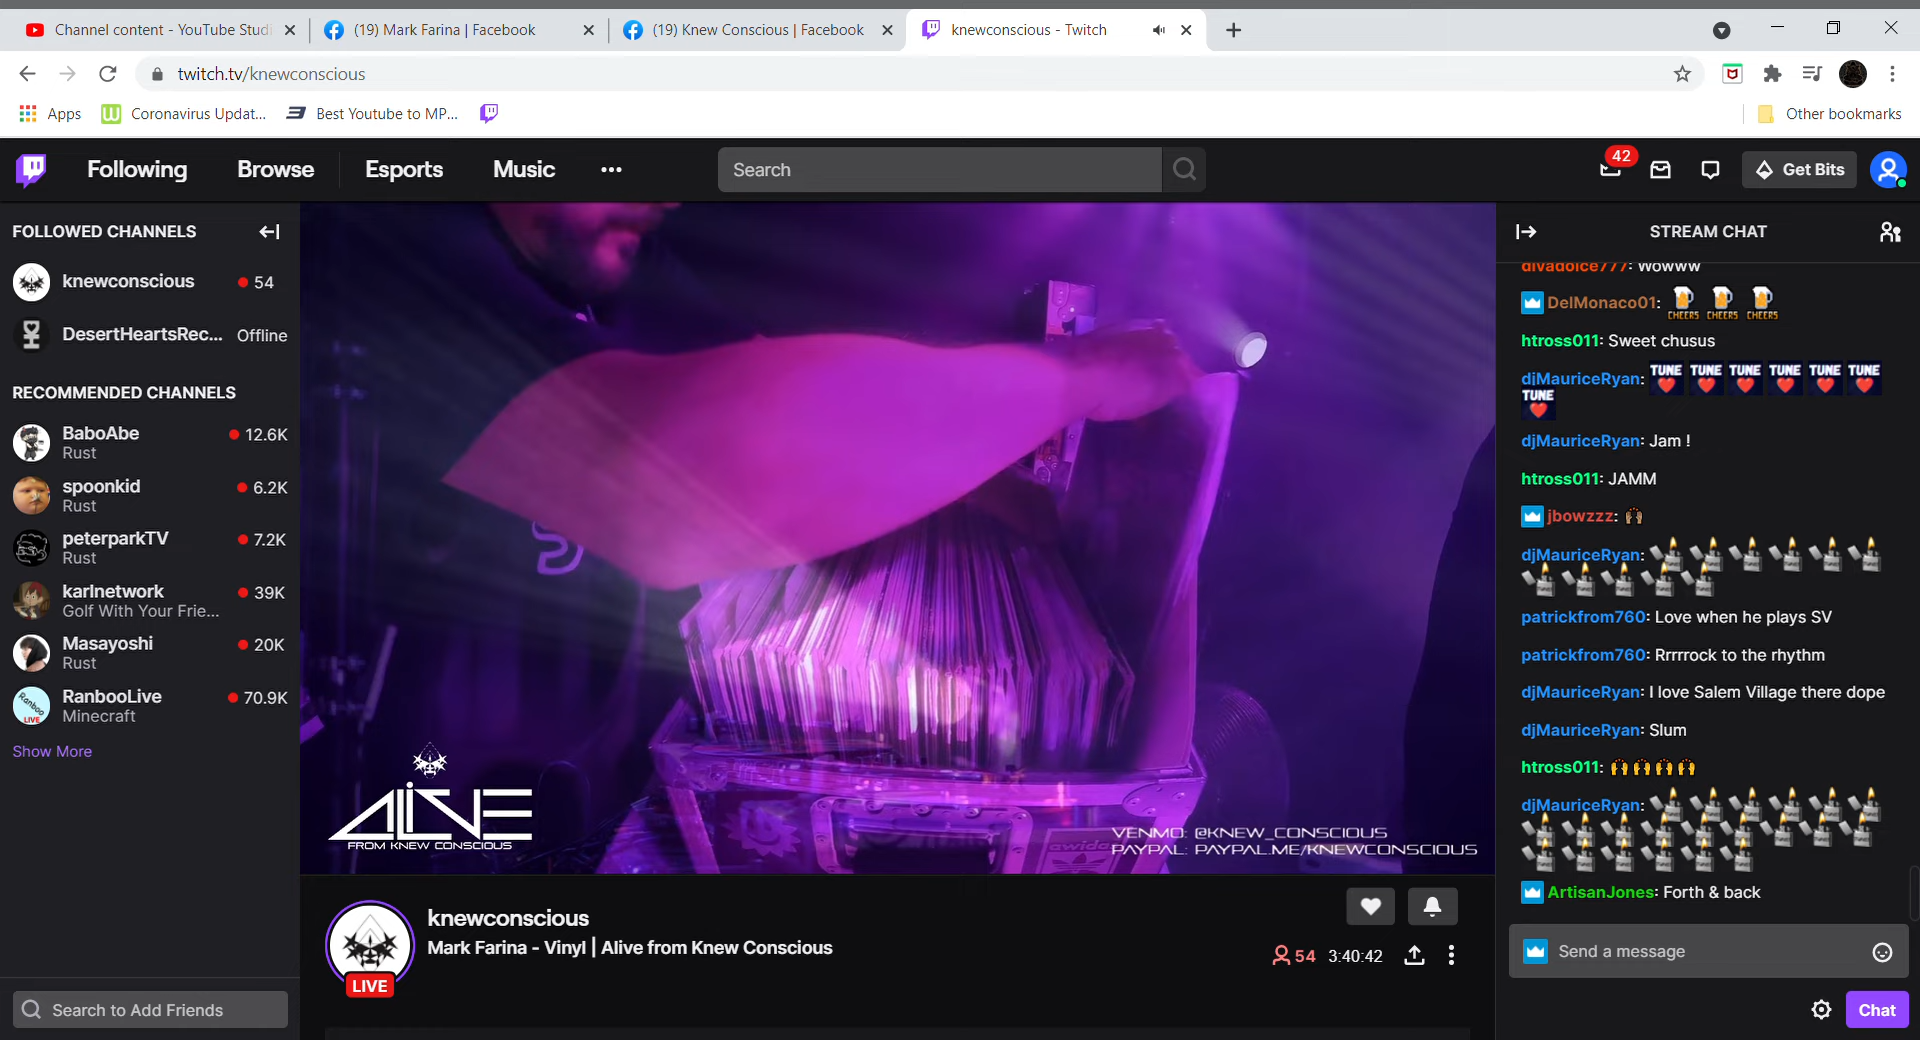 Channel content - YouTube Studi
(19) Mark Farina | Facebook
(19) Knew Conscious | Facebook
knewconscious - Twitch
twitch.tv/knewconscious
Apps
Coronavirus Updat...
Best Youtube to MP...
Other bookmarks
Following
Browse
Esports
Music
Search
42
Get Bits
FOLLOWED CHANNELS
knewconscious
54
DesertHeartsRec...
Offline
RECOMMENDED CHANNELS
BaboAbe
12.6K
Rust
spoonkid
6.2K
Rust
peterparkTV
7.2K
Rust
karlnetwork
39K
Golf With Your Frie...
Masayoshi
20K
Rust
RanbooLive
70.9K
Minecraft
Ranboo
LIVE
Show More
Search to Add Friends
ALIVE
FROM KNEW CONSCIOUS
VENMO: @KNEW_CONSCIOUS
PAYPAL: PAYPAL.ME/KNEWCONSCIOUS
knewconscious
Mark Farina - Vinyl | Alive from Knew Conscious
LIVE
54
3:40:42
STREAM CHAT
divadolce777: Wowww
DelMonaco01: CHEERS CHEERS CHEERS
htross011: Sweet chusus
djMauriceRyan: TUNE TUNE TUNE TUNE TUNE TUNE
TUNE
djMauriceRyan: Jam !
htross011: JAMM
jbowzzz:
djMauriceRyan:
patrickfrom760: Love when he plays SV
patrickfrom760: Rrrrrock to the rhythm
djMauriceRyan: I love Salem Village there dope
djMauriceRyan: Slum
htross011:
djMauriceRyan:
ArtisanJones: Forth & back
Send a message
Chat